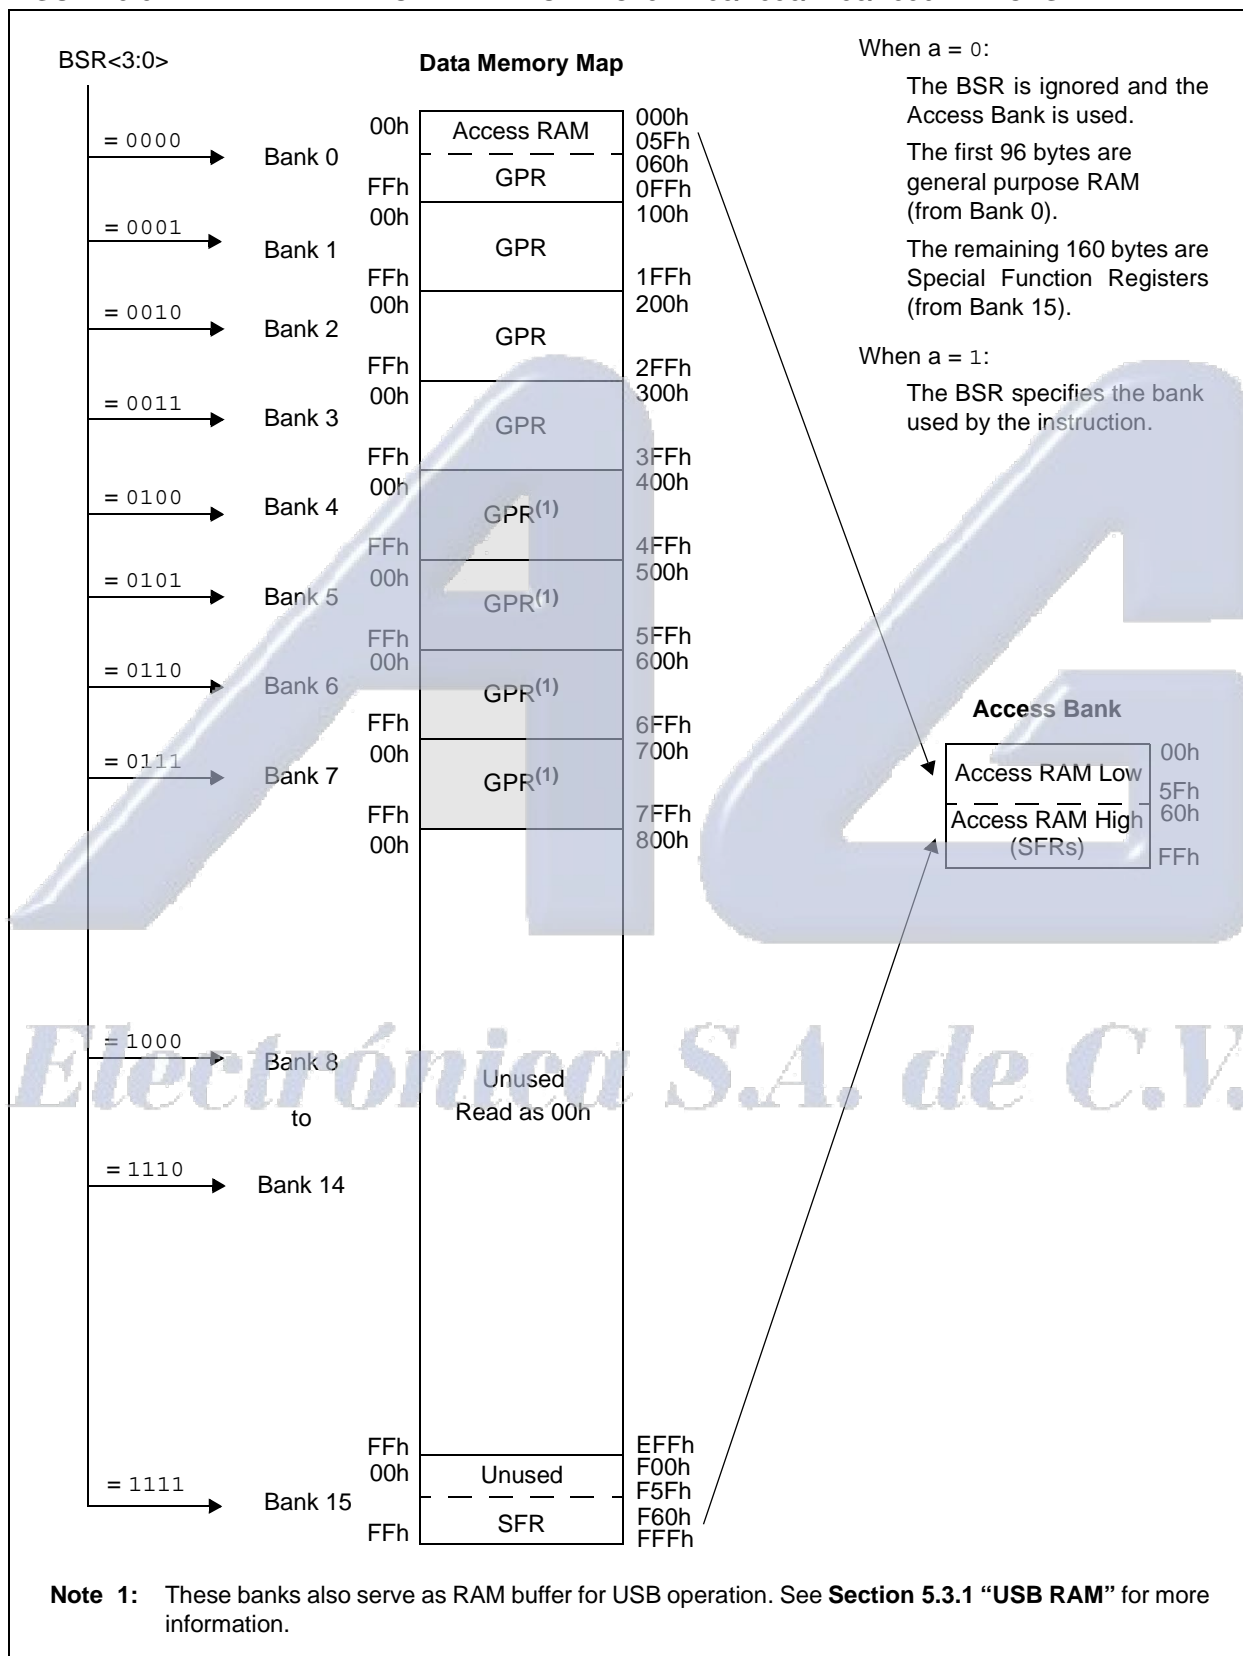 BSR<3:0>
Data Memory Map
When a = 0:
The BSR is ignored and the
Access Bank is used.
The first 96 bytes are
general purpose RAM
(from Bank 0).
The remaining 160 bytes are
Special Function Registers
(from Bank 15).
When a = 1:
The BSR specifies the bank
used by the instruction.
= 0000
Bank 0
00h
Access RAM
000h
05Fh
060h
GPR
FFh
0FFh
= 0001
Bank 1
00h
100h
GPR
FFh
1FFh
= 0010
Bank 2
00h
200h
GPR
FFh
2FFh
= 0011
Bank 3
00h
300h
GPR
FFh
3FFh
= 0100
Bank 4
00h
400h
GPR(1)
FFh
4FFh
= 0101
Bank 5
00h
500h
GPR(1)
FFh
5FFh
= 0110
Bank 6
00h
600h
GPR(1)
FFh
6FFh
= 0111
Bank 7
00h
700h
GPR(1)
FFh
7FFh
00h
800h
Access Bank
Access RAM Low
00h
5Fh
Access RAM High
(SFRs)
60h
FFh
= 1000
Bank 8
to
= 1110
Bank 14
Unused
Read as 00h
Electrónica S.A. de C.V.
FFh
EFFh
= 1111
Bank 15
00h
Unused
F00h
F5Fh
SFR
F60h
FFh
FFFh
Note 1: These banks also serve as RAM buffer for USB operation. See Section 5.3.1 “USB RAM” for more
information.